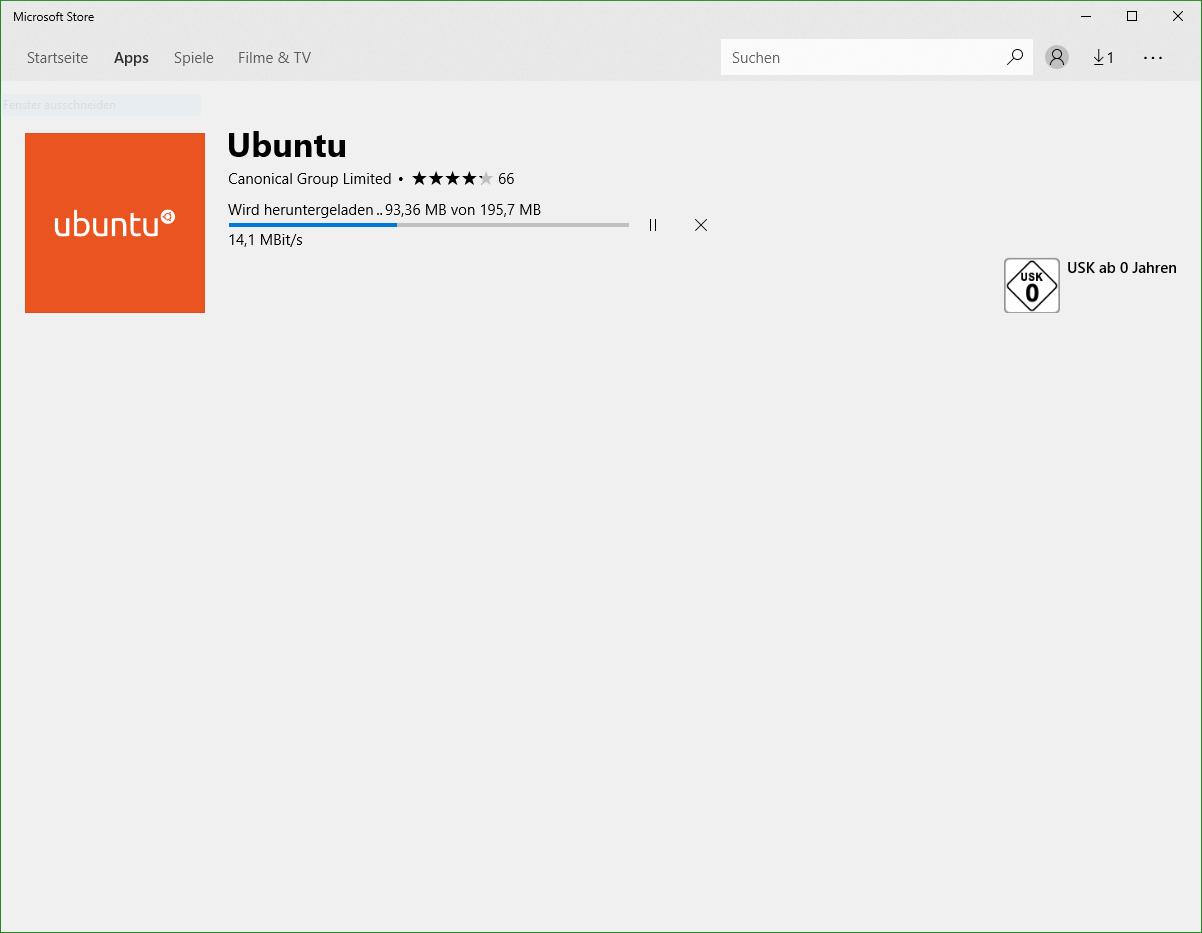 Microsoft Store
Startseite Apps Spiele Filme & TV Suchen 1
Fenster ausschneiden
ubuntu
Ubuntu
Canonical Group Limited • 66
Wird heruntergeladen .. 93,36 MB von 195,7 MB
14,1 MBit/s
USK
0
USK ab 0 Jahren